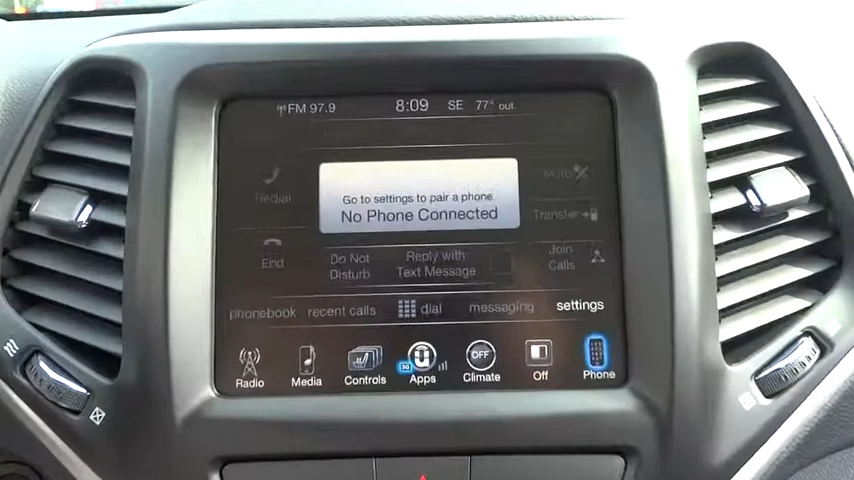 FM 97.9 8:09 SE 77° out.
Redial
Go to settings to pair a phone
No Phone Connected
Mute
Transfer
End
Do Not
Disturb
Reply with
Text Message
Join
Calls
phonebook recent calls dial messaging settings
3G OFF
Radio Media Controls Apps Climate Off Phone